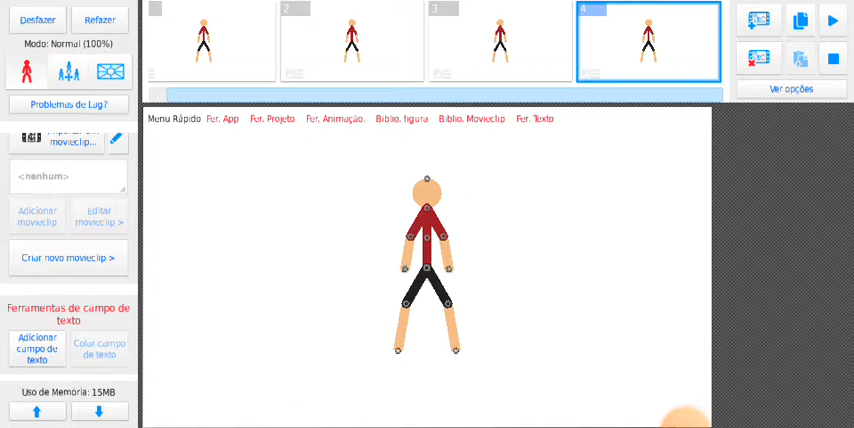 Desfazer
Refazer
Modo: Normal (100%)
Problemas de Lag?
movieclip...
<nenhum>
Adicionar
movieclip
Editar
movieclip >
Criar novo movieclip >
Ferramentas de campo de
texto
Adicionar
campo de
texto
Colar campo
de texto
Uso de Memória: 15MB
2
3
4
Ver opções
Menu Rápido Fer. App Fer. Projeto Fer. Animação. Biblio. figura Biblio. Movieclip Fer. Texto